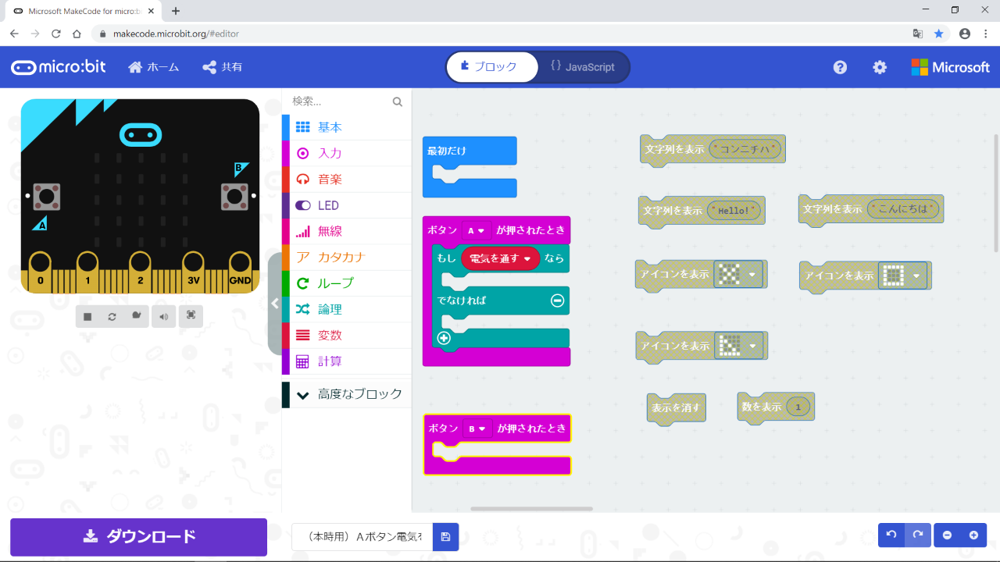 Microsoft MakeCode for micro:b
makecode.microbit.org/#editor
micro:bit
ホーム
共有
ブロック
{ } JavaScript
Microsoft
A
B
0
1
2
3V
GND
検索...
基本
入力
音楽
LED
無線
カタカナ
ループ
論理
変数
計算
高度なブロック
最初だけ
ボタン A が押されたとき
もし 電気を通す なら
でなければ
ボタン B が押されたとき
文字列を表示 "コンニチハ"
文字列を表示 "Hello!"
文字列を表示 "こんにちは"
アイコンを表示
アイコンを表示
アイコンを表示
表示を消す
数を表示 1
ダウンロード
（本時用）Aボタン電気を